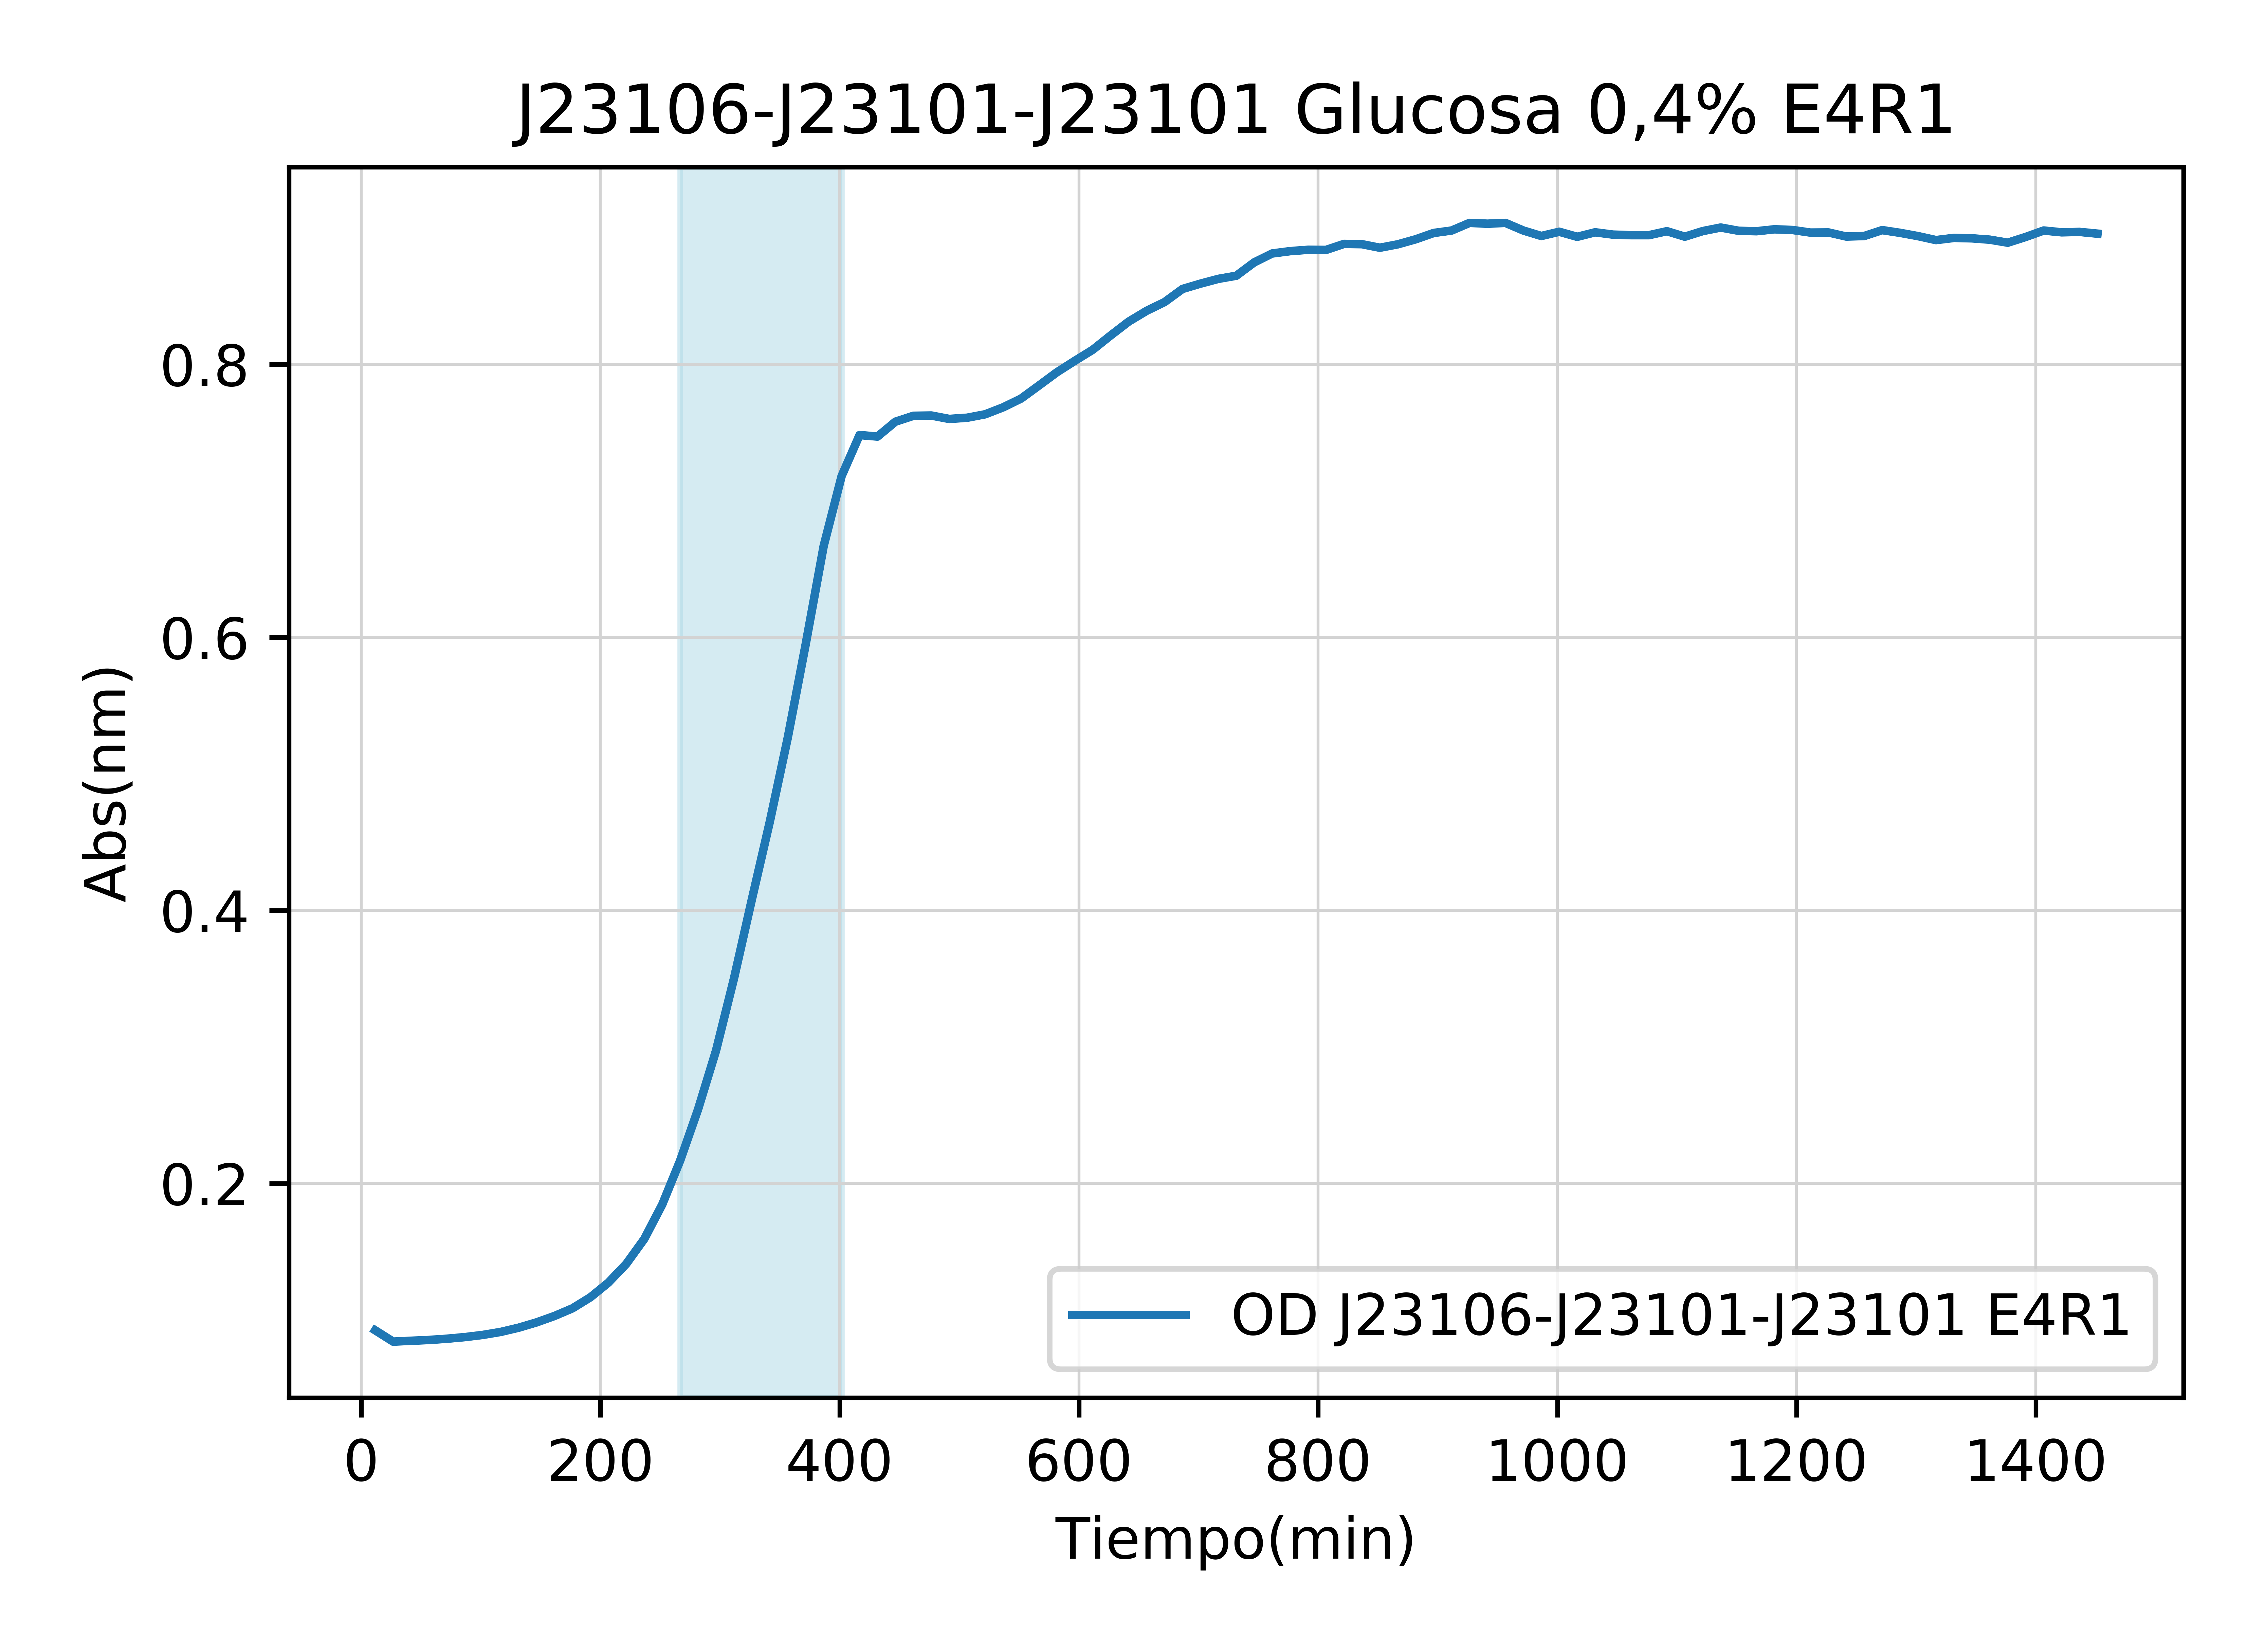 J23106-J23101-J23101 Glucosa 0,4% E4R1
Abs(nm)
0.8
0.6
0.4
0.2
OD J23106-J23101-J23101 E4R1
0 200 400 600 800 1000 1200 1400
Tiempo(min)